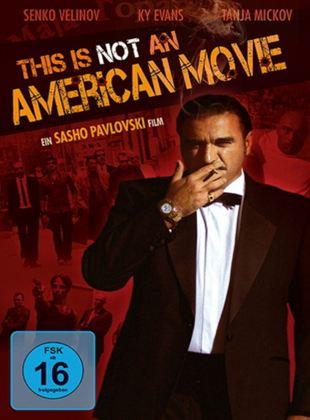 SENKO VELINOV KY EVANS TANJA MICKOV
THIS IS NOT AN
AMERICAN MOVIE
EIN SASHO PAVLOVSKI FILM
FSK
ab
16
freigegeben